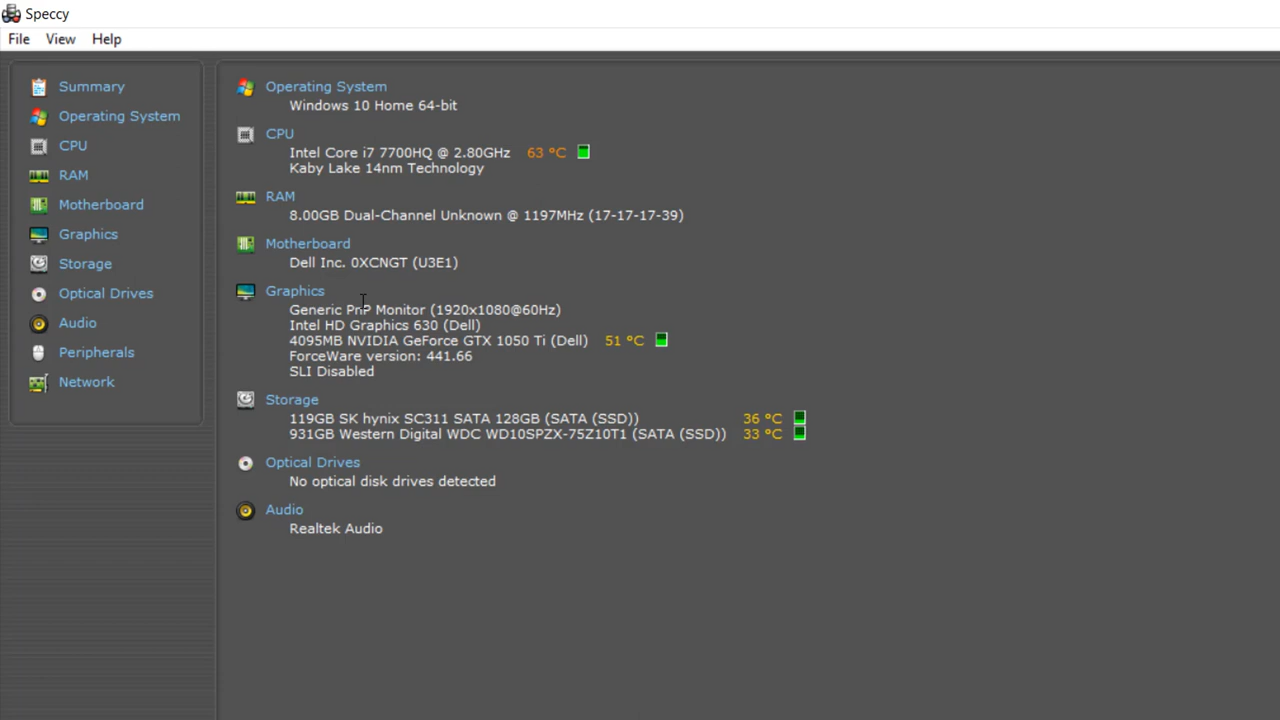 Speccy
File View Help
Summary
Operating System
CPU
RAM
Motherboard
Graphics
Storage
Optical Drives
Audio
Peripherals
Network
Operating System
Windows 10 Home 64-bit
CPU
Intel Core i7 7700HQ @ 2.80GHz 63 °C
Kaby Lake 14nm Technology
RAM
8.00GB Dual-Channel Unknown @ 1197MHz (17-17-17-39)
Motherboard
Dell Inc. 0XCNGT (U3E1)
Graphics
Generic PnP Monitor (1920x1080@60Hz)
Intel HD Graphics 630 (Dell)
4095MB NVIDIA GeForce GTX 1050 Ti (Dell) 51 °C
ForceWare version: 441.66
SLI Disabled
Storage
119GB SK hynix SC311 SATA 128GB (SATA (SSD)) 36 °C
931GB Western Digital WDC WD10SPZX-75Z10T1 (SATA (SSD)) 33 °C
Optical Drives
No optical disk drives detected
Audio
Realtek Audio